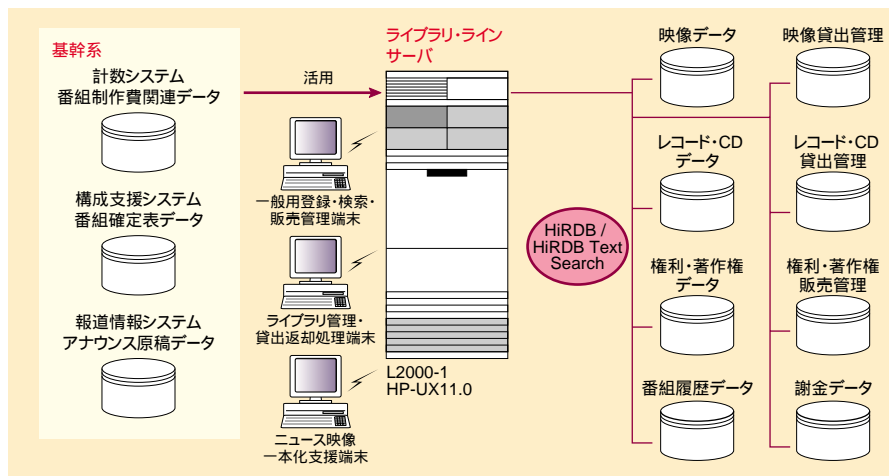 基幹系
計数システム
番組制作費関連データ
構成支援システム
番組確定表データ
報道情報システム
アナウンス原稿データ
活用
一般用登録・検索・
販売管理端末
ライブラリ管理・
貸出返却処理端末
ニュース映像
一本化支援端末
ライブラリ・ライン
サーバ
L2000-1
HP-UX11.0
HiRDB /
HiRDB Text
Search
映像データ
映像貸出管理
レコード・CD
データ
レコード・CD
貸出管理
権利・著作権
データ
権利・著作権
販売管理
番組履歴データ
謝金データ